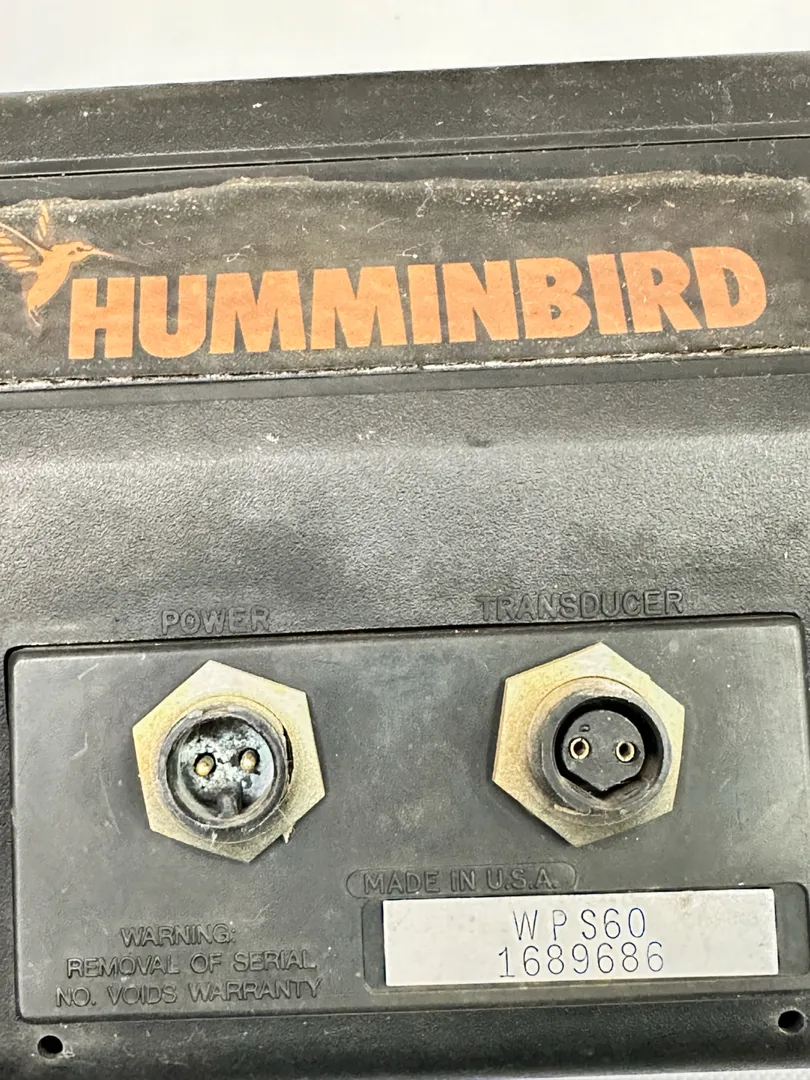 HUMMINBIRD
POWER
TRANSDUCER
MADE IN U.S.A.
WARNING:
REMOVAL OF SERIAL
NO. VOIDS WARRANTY
WPS60
1689686